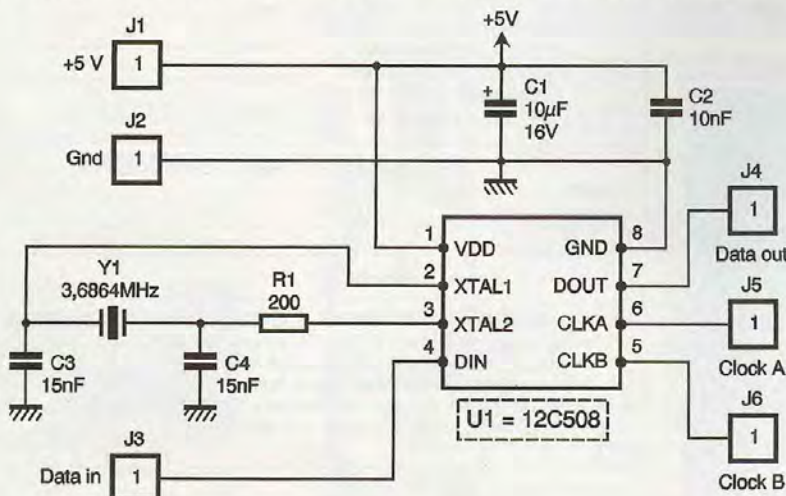 +5V
J1
+5 V
1
J2
Gnd
1
+
C1
10µF
16V
C2
10nF
J4
1
Data out
J5
1
Clock A
J6
1
Clock B
1
VDD
2
XTAL1
3
XTAL2
4
DIN
8
GND
7
DOUT
6
CLKA
5
CLKB
U1 = 12C508
Y1
3,6864MHz
R1
200
C3
15nF
C4
15nF
J3
Data in
1